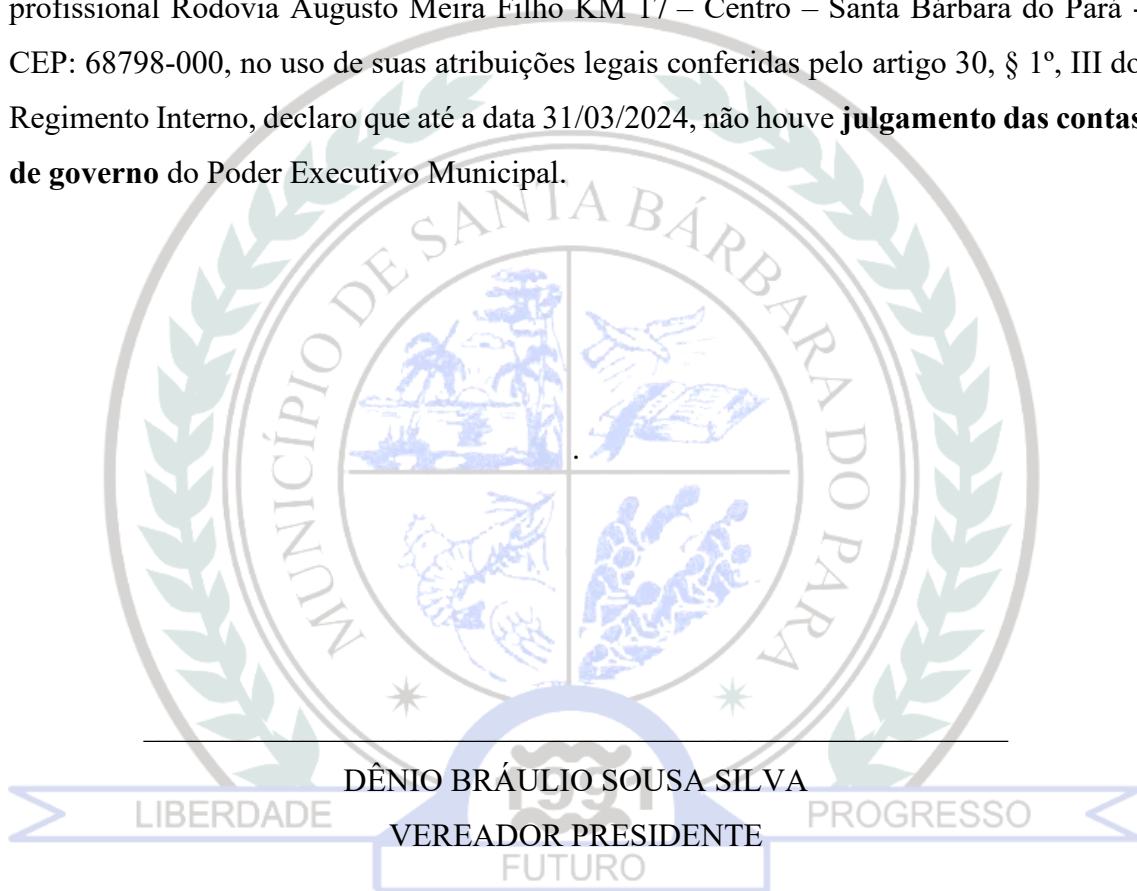 profissional Rodovia Augusto Meira Filho KM 17 – Centro – Santa Bárbara do Pará -
CEP: 68798-000, no uso de suas atribuições legais conferidas pelo artigo 30, § 1º, III do
Regimento Interno, declaro que até a data 31/03/2024, não houve julgamento das contas
de governo do Poder Executivo Municipal.
MUNICÍPIO DE SANTA BÁRBARA DO PARÁ
.
DÊNIO BRÁULIO SOUSA SILVA
1991
LIBERDADE
PROGRESSO
VEREADOR PRESIDENTE
FUTURO